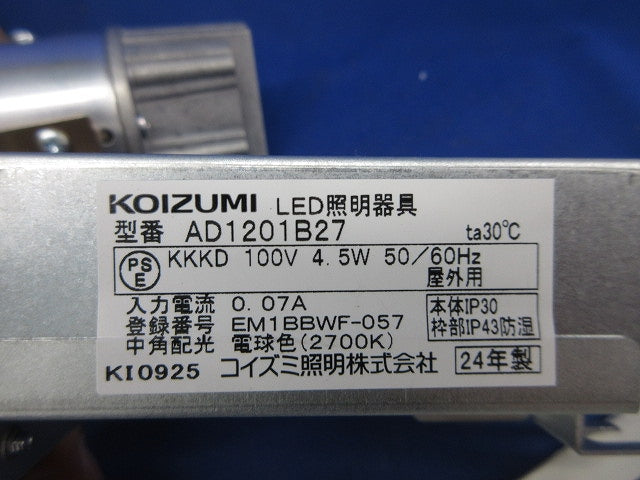 KOIZUMI LED照明器具
型番 AD1201B27 ta30℃
PSE KKKD 100V 4.5W 50/60Hz
屋外用
入力電流 0.07A
登録番号 EM1BBWF-057
中角配光 電球色(2700K)
本体IP30
枠部IP43防湿
KI0925 コイズミ照明株式会社 24年製